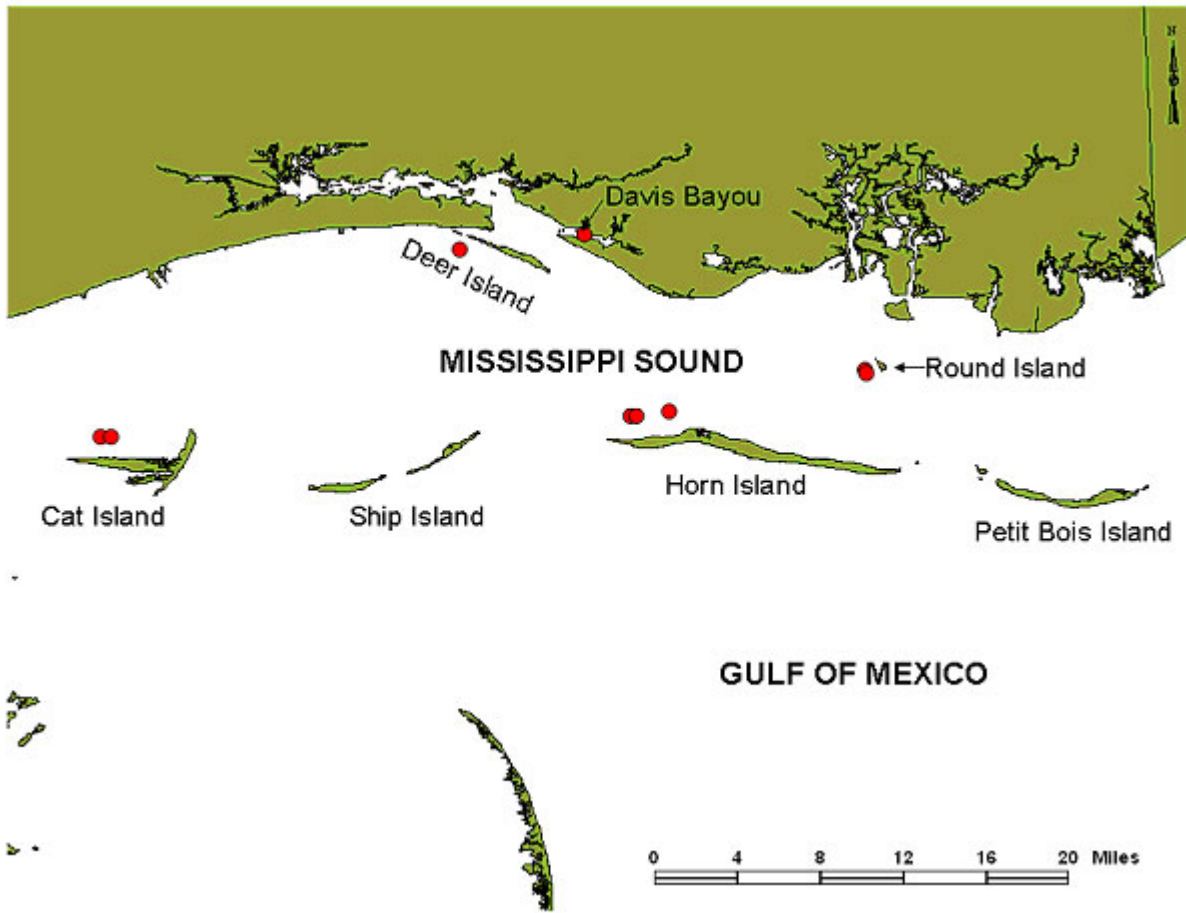 N
Davis Bayou
Deer Island
MISSISSIPPI SOUND
Round Island
Cat Island
Ship Island
Horn Island
Petit Bois Island
GULF OF MEXICO
0 4 8 12 16 20 Miles